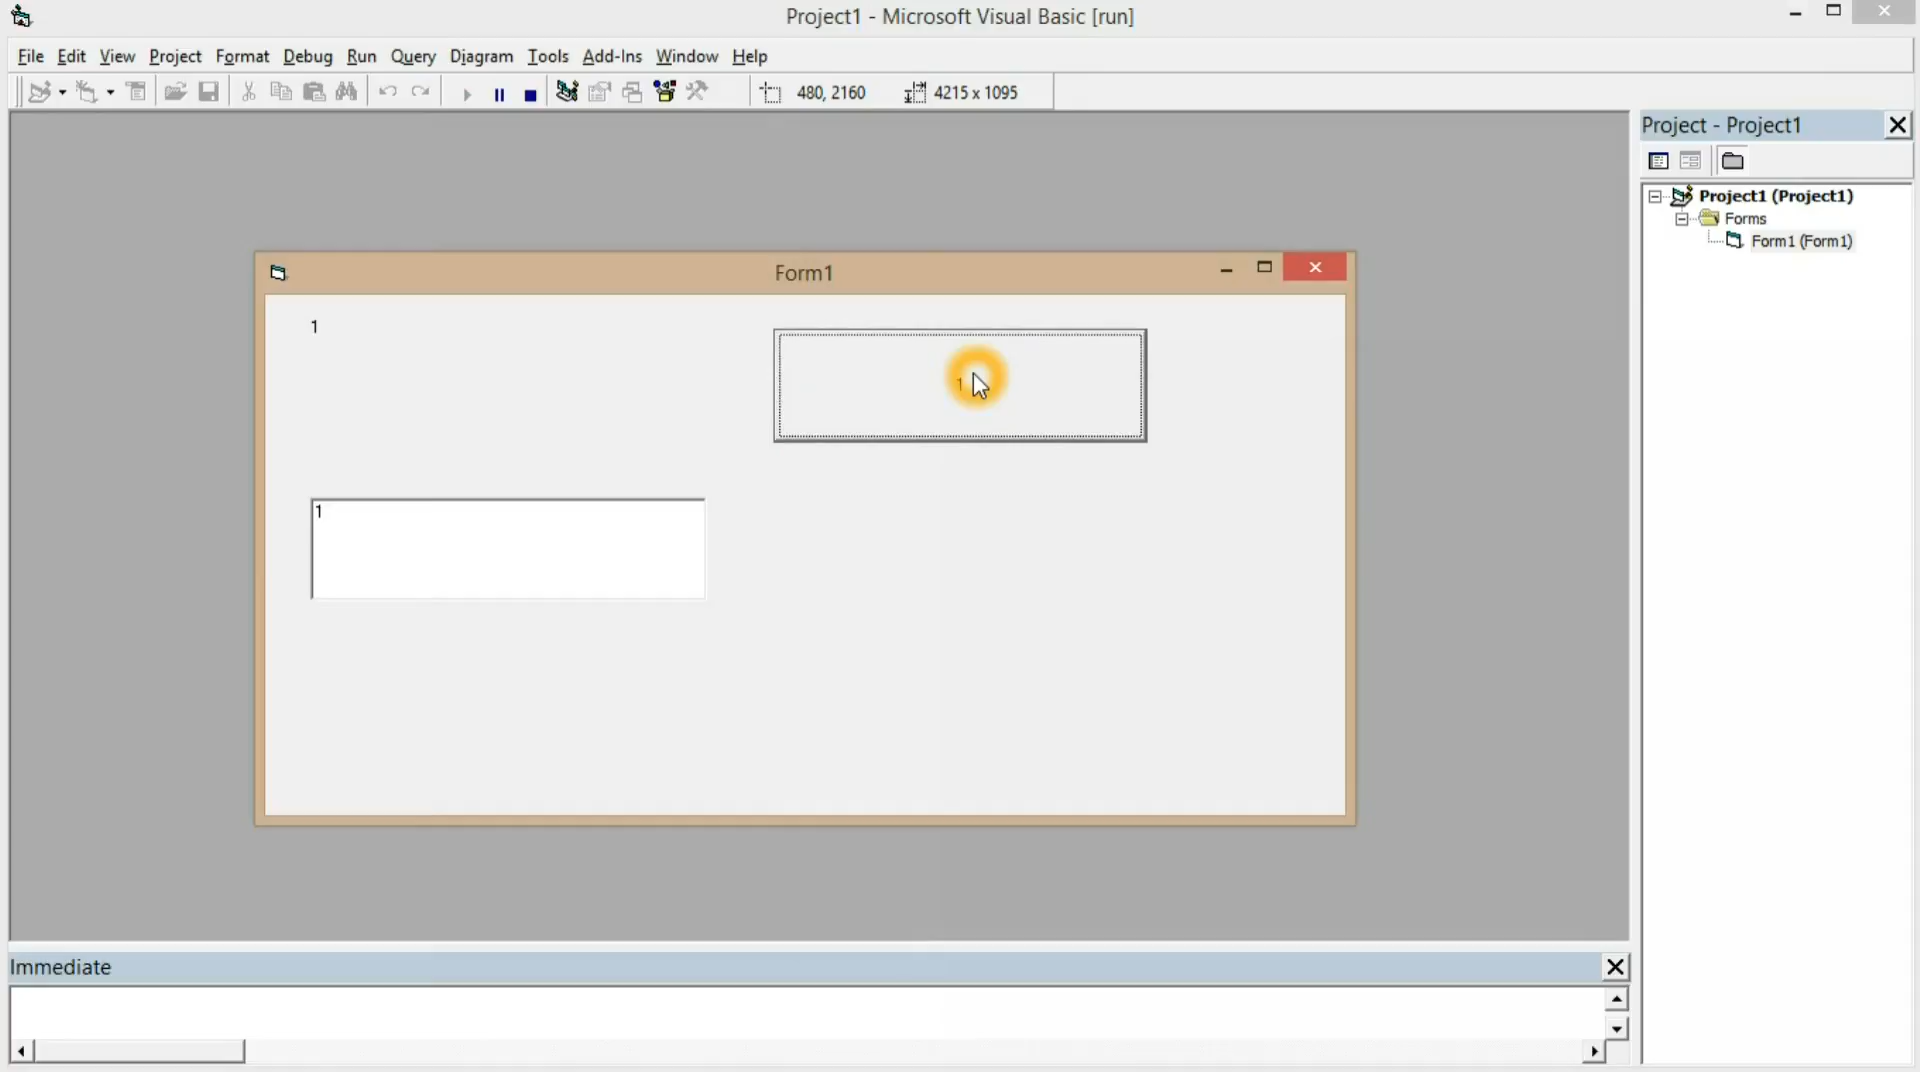 Project1 - Microsoft Visual Basic [run]
File Edit View Project Format Debug Run Query Diagram Tools Add-Ins Window Help
480, 2160 4215 x 1095
Project - Project1
Project1 (Project1)
Forms
Form1 (Form1)
Form1
1
1
1
Immediate